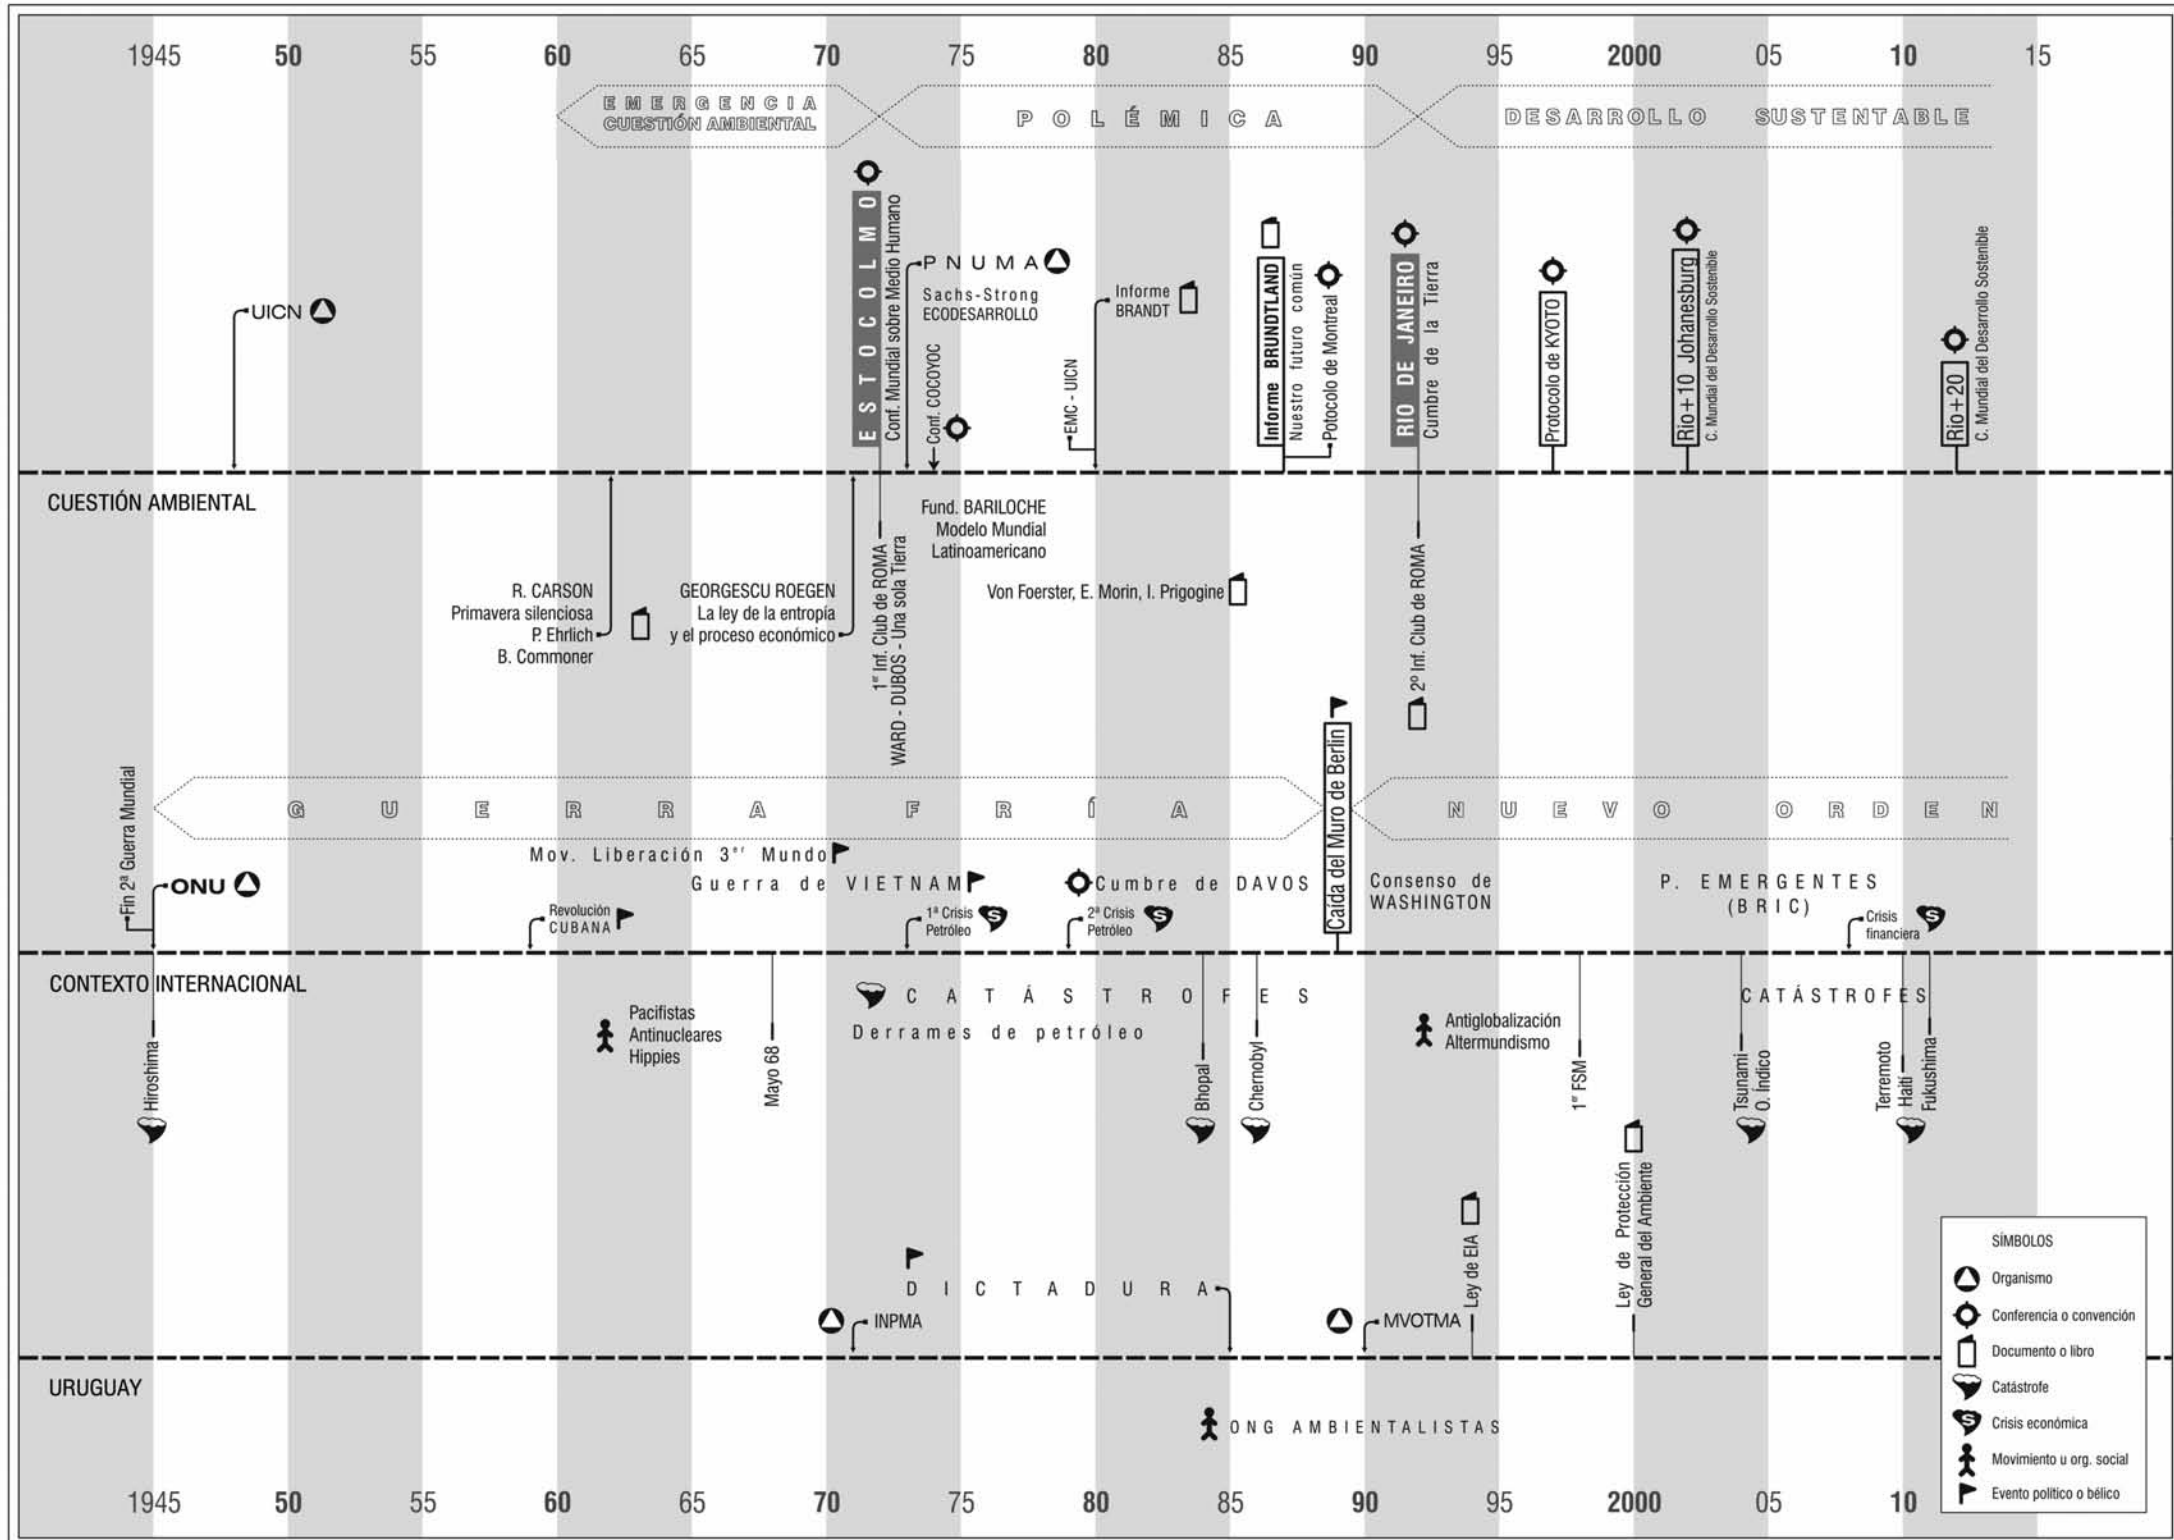 1945 50 55 60 65 70 75 80 85 90 95 2000 05 10 15
EMERGENCIA
CUESTIÓN AMBIENTAL
POLÉMICA
DESARROLLO SUSTENTABLE
UICN
ESTOCOLMO
Conf. Mundial sobre Medio Humano
PNUMA
Sachs-Strong
ECODESARROLLO
Conf. COCOYOC
EMC - UICN
Informe
BRANDT
Informe BRUNDTLAND
Nuestro futuro común
Potocolo de Montreal
RIO DE JANEIRO
Cumbre de la Tierra
Protocolo de KYOTO
Rio+10 Johanesburg
C. Mundial del Desarrollo Sostenible
Rio+20
C. Mundial del Desarollo Sostenible
CUESTIÓN AMBIENTAL
R. CARSON
Primavera silenciosa
P. Ehrlich
B. Commoner
GEORGESCU ROEGEN
La ley de la entropía
y el proceso económico
1er Inf. Club de ROMA
WARD - DUBOS - Una sola Tierra
Fund. BARILOCHE
Modelo Mundial
Latinoamericano
Von Foerster, E. Morin, I. Prigogine
2º Inf. Club de ROMA
Fin 2ª Guerra Mundial
GUERRA FRÍA
Caída del Muro de Berlin
NUEVO ORDEN
Mov. Liberación 3er Mundo
ONU
Guerra de VIETNAM
Cumbre de DAVOS
Consenso de
WASHINGTON
P. EMERGENTES
(BRIC)
Revolución
CUBANA
1ª Crisis
Petróleo
2ª Crisis
Petróleo
Crisis
financiera
CONTEXTO INTERNACIONAL
Hiroshima
Pacifistas
Antinucleares
Hippies
Mayo 68
CATÁSTROFES
Derrames de petróleo
Bhopal
Chernobyl
Antiglobalización
Altermundismo
1er FSM
CATÁSTROFES
Tsunami
O. Índico
Terremoto
Haití
Fukushima
DICTADURA
INPMA
MVOTMA
Ley de EIA
Ley de Protección
General del Ambiente
URUGUAY
ONG AMBIENTALISTAS
SÍMBOLOS
Organismo
Conferencia o convención
Documento o libro
Catástrofe
S Crisis económica
Movimiento u org. social
Evento político o bélico
1945 50 55 60 65 70 75 80 85 90 95 2000 05 10